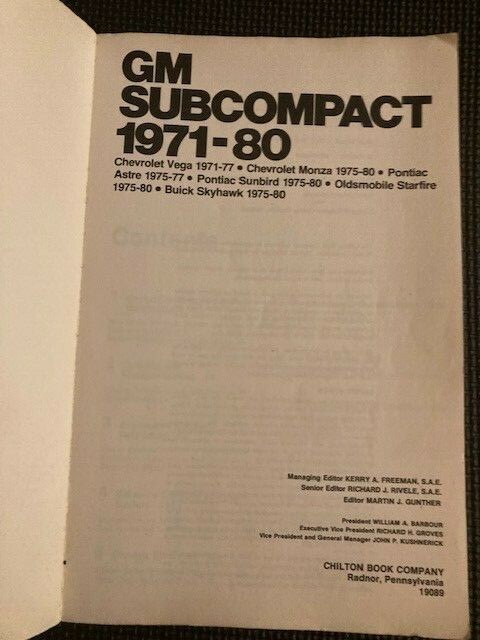 GM
SUBCOMPACT
1971-80
Chevrolet Vega 1971-77 • Chevrolet Monza 1975-80 • Pontiac
Astre 1975-77 • Pontiac Sunbird 1975-80 • Oldsmobile Starfire
1975-80 • Buick Skyhawk 1975-80
Contents
Managing Editor KERRY A. FREEMAN, S.A.E.
Senior Editor RICHARD J. RIVELE, S.A.E.
Editor MARTIN J. GUNTHER
President WILLIAM A. BARBOUR
Executive Vice President RICHARD H. GROVES
Vice President and General Manager JOHN P. KUSHNERICK
CHILTON BOOK COMPANY
Radnor, Pennsylvania
19089